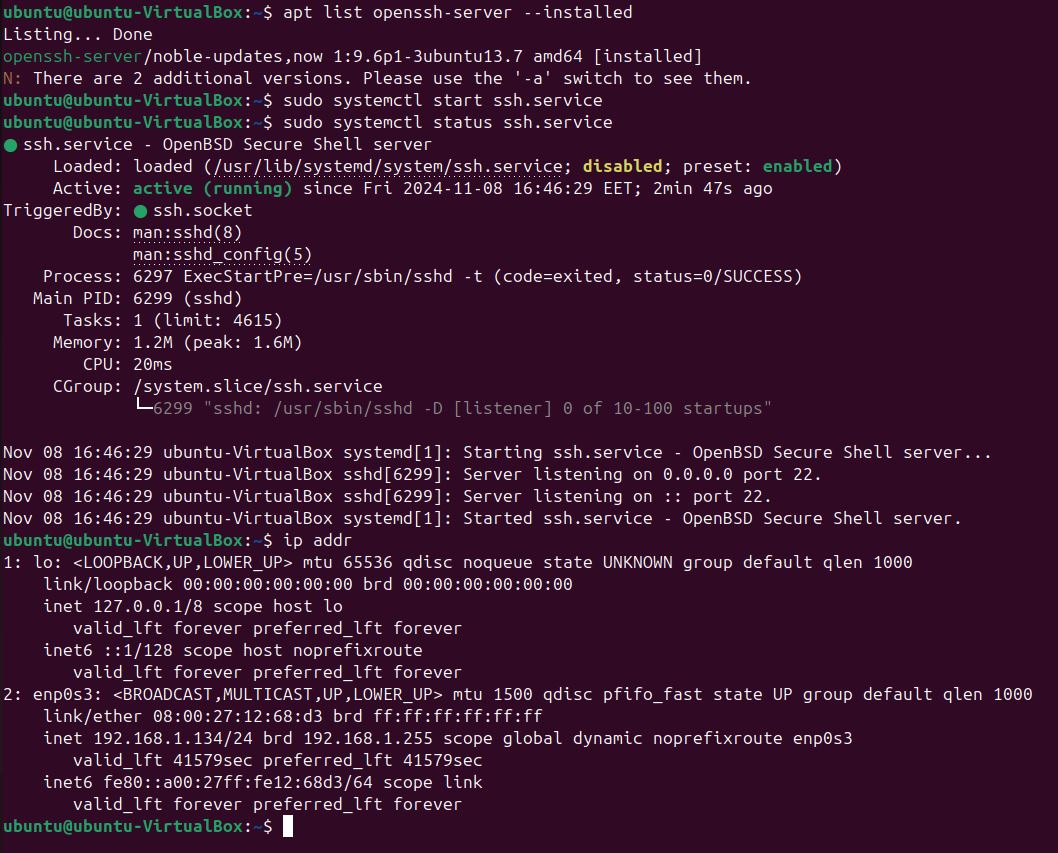 ubuntu@ubuntu-VirtualBox:~$ apt list openssh-server --installed
Listing... Done
openssh-server/noble-updates,now 1:9.6p1-3ubuntu13.7 amd64 [installed]
N: There are 2 additional versions. Please use the '-a' switch to see them.
ubuntu@ubuntu-VirtualBox:~$ sudo systemctl start ssh.service
ubuntu@ubuntu-VirtualBox:~$ sudo systemctl status ssh.service
● ssh.service - OpenBSD Secure Shell server
     Loaded: loaded (/usr/lib/systemd/system/ssh.service; disabled; preset: enabled)
     Active: active (running) since Fri 2024-11-08 16:46:29 EET; 2min 47s ago
TriggeredBy: ● ssh.socket
       Docs: man:sshd(8)
             man:sshd_config(5)
    Process: 6297 ExecStartPre=/usr/sbin/sshd -t (code=exited, status=0/SUCCESS)
   Main PID: 6299 (sshd)
      Tasks: 1 (limit: 4615)
     Memory: 1.2M (peak: 1.6M)
        CPU: 20ms
     CGroup: /system.slice/ssh.service
             └─6299 "sshd: /usr/sbin/sshd -D [listener] 0 of 10-100 startups"
Nov 08 16:46:29 ubuntu-VirtualBox systemd[1]: Starting ssh.service - OpenBSD Secure Shell server...
Nov 08 16:46:29 ubuntu-VirtualBox sshd[6299]: Server listening on 0.0.0.0 port 22.
Nov 08 16:46:29 ubuntu-VirtualBox sshd[6299]: Server listening on :: port 22.
Nov 08 16:46:29 ubuntu-VirtualBox systemd[1]: Started ssh.service - OpenBSD Secure Shell server.
ubuntu@ubuntu-VirtualBox:~$ ip addr
1: lo: <LOOPBACK,UP,LOWER_UP> mtu 65536 qdisc noqueue state UNKNOWN group default qlen 1000
    link/loopback 00:00:00:00:00:00 brd 00:00:00:00:00:00
    inet 127.0.0.1/8 scope host lo
       valid_lft forever preferred_lft forever
    inet6 ::1/128 scope host noprefixroute
       valid_lft forever preferred_lft forever
2: enp0s3: <BROADCAST,MULTICAST,UP,LOWER_UP> mtu 1500 qdisc pfifo_fast state UP group default qlen 1000
    link/ether 08:00:27:12:68:d3 brd ff:ff:ff:ff:ff:ff
    inet 192.168.1.134/24 brd 192.168.1.255 scope global dynamic noprefixroute enp0s3
       valid_lft 41579sec preferred_lft 41579sec
    inet6 fe80::a00:27ff:fe12:68d3/64 scope link
       valid_lft forever preferred_lft forever
ubuntu@ubuntu-VirtualBox:~$